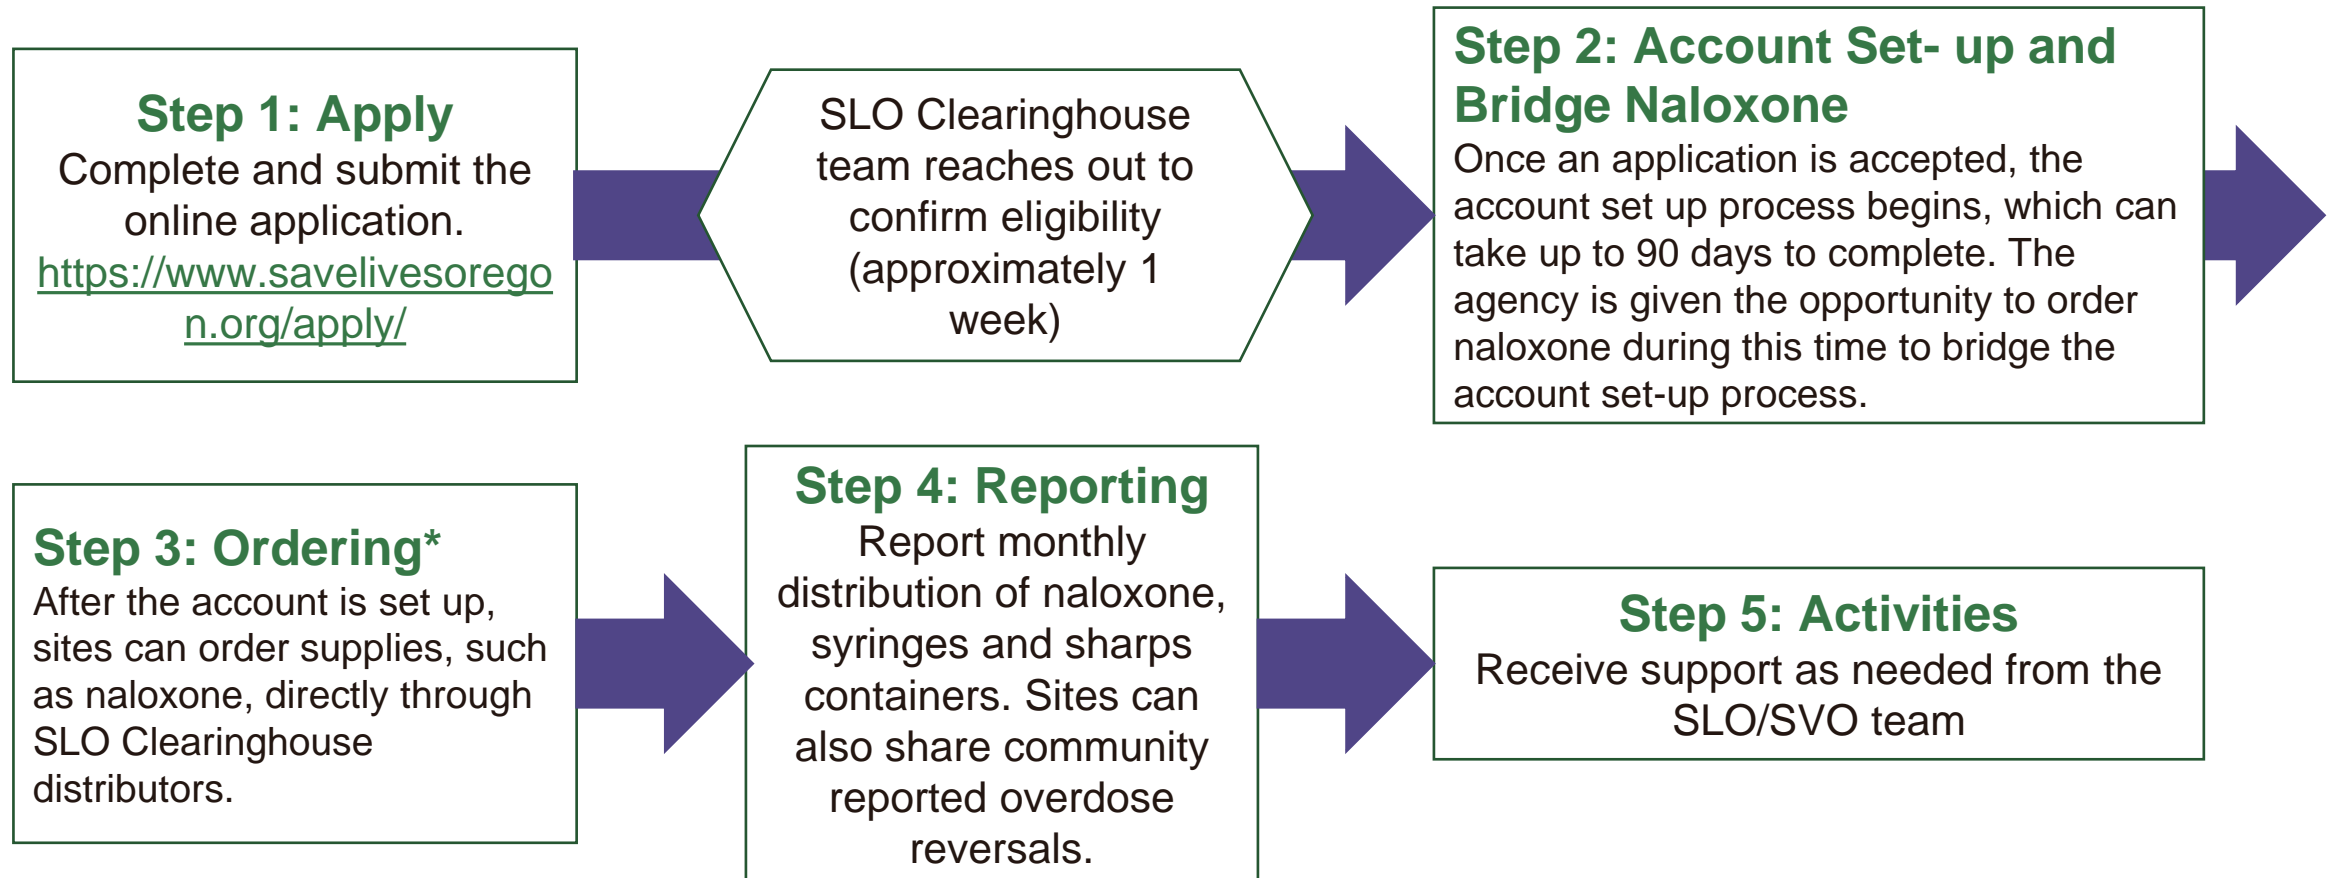 Step 1: Apply
Complete and submit the
online application.
https://www.savelivesorego
n.org/apply/
SLO Clearinghouse
team reaches out to
confirm eligibility
(approximately 1
week)
Step 2: Account Set- up and
Bridge Naloxone
Once an application is accepted, the
account set up process begins, which can
take up to 90 days to complete. The
agency is given the opportunity to order
naloxone during this time to bridge the
account set-up process.
Step 3: Ordering*
After the account is set up,
sites can order supplies, such
as naloxone, directly through
SLO Clearinghouse
distributors.
Step 4: Reporting
Report monthly
distribution of naloxone,
syringes and sharps
containers. Sites can
also share community
reported overdose
reversals.
Step 5: Activities
Receive support as needed from the
SLO/SVO team